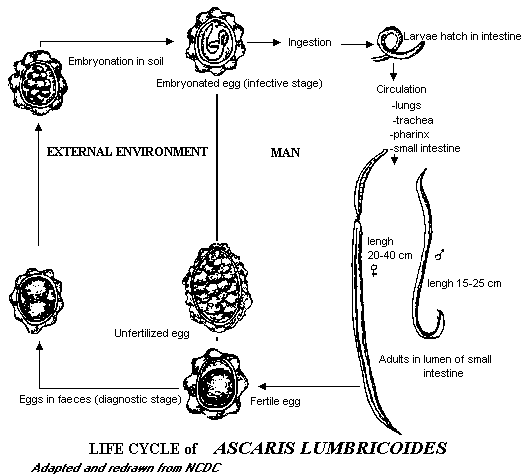 Embryonation in soil
Embryonated egg (infective stage)
Ingestion
Larvae hatch in intestine
Circulation
-lungs
-trachea
-pharinx
-small intestine
EXTERNAL ENVIRONMENT
MAN
lengh
20-40 cm
♀
♂
lengh 15-25 cm
Unfertilized egg
Adults in lumen of small
intestine
Eggs in faeces (diagnostic stage)
Fertile egg
LIFE CYCLE of ASCARIS LUMBRICOIDES
Adapted and redrawn from NCDC